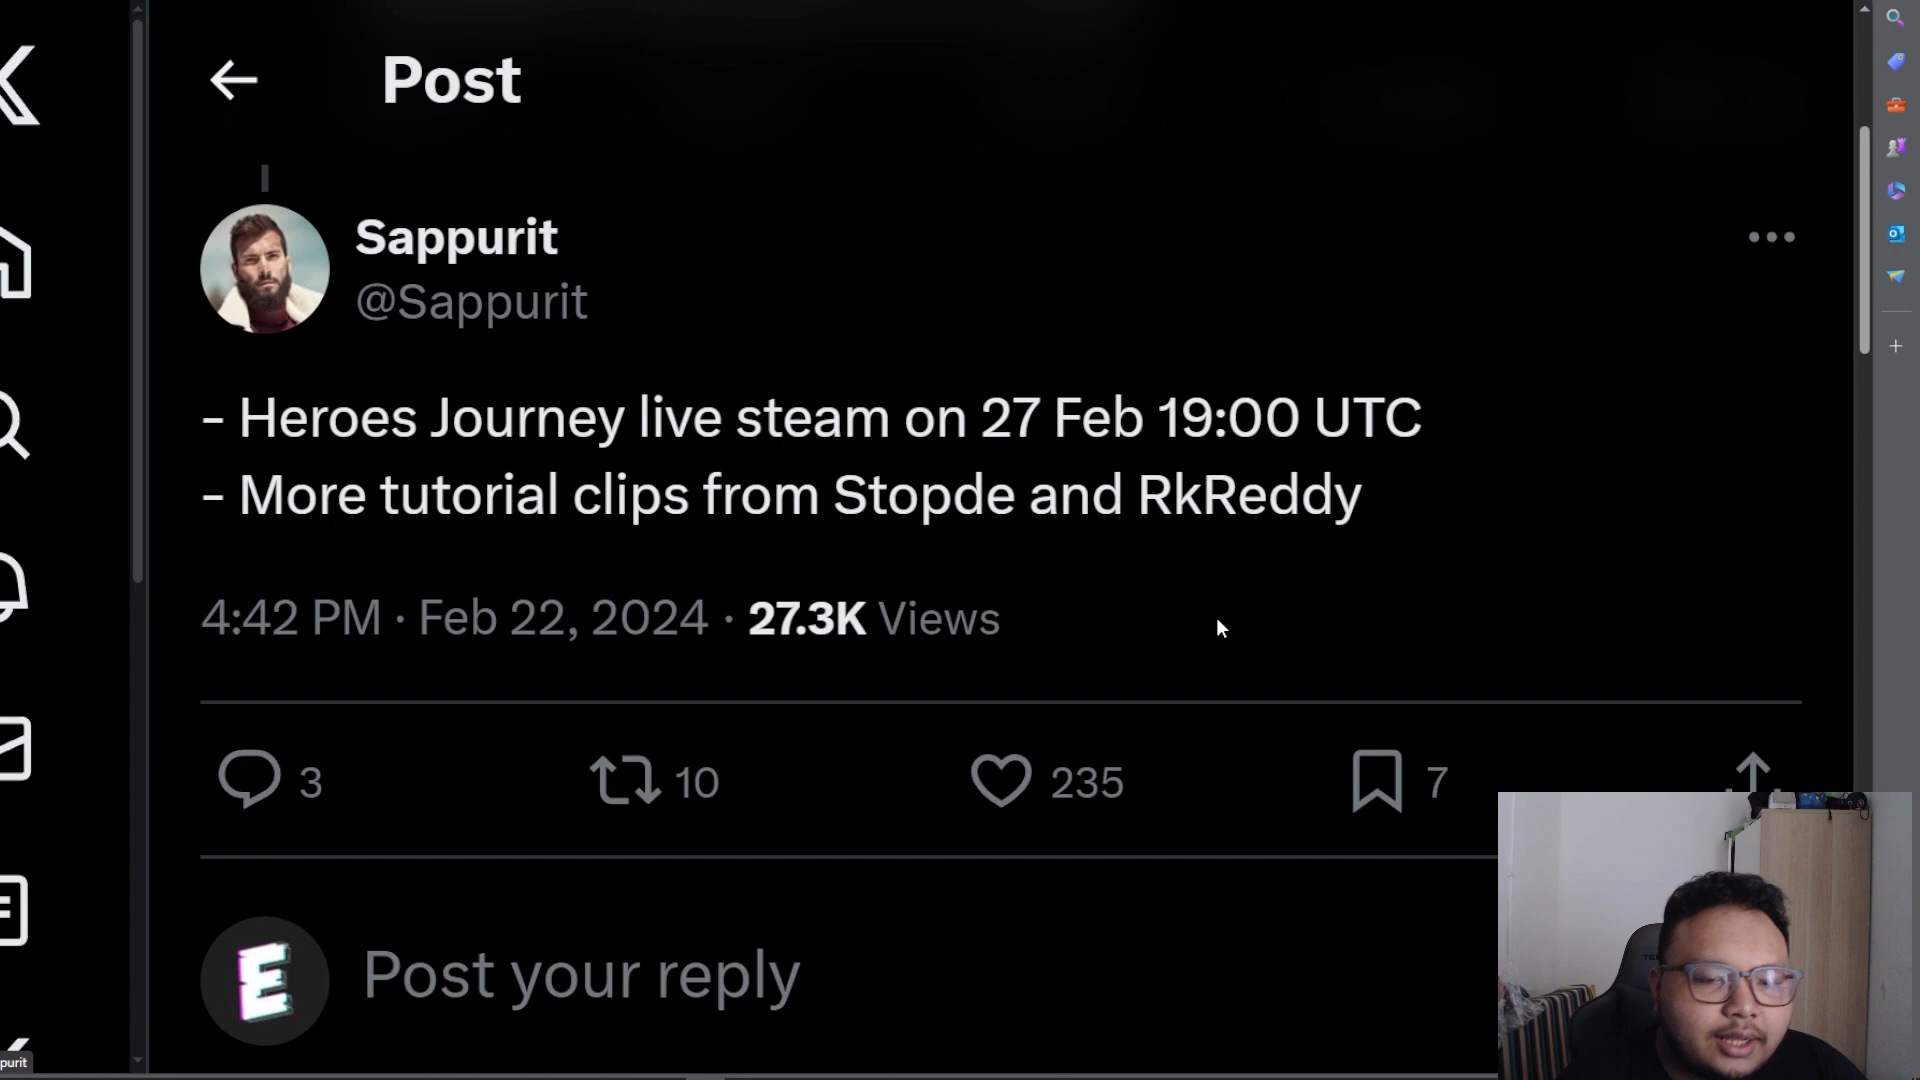 Post
Sappurit
@Sappurit
- Heroes Journey live steam on 27 Feb 19:00 UTC
- More tutorial clips from Stopde and RkReddy
4:42 PM · Feb 22, 2024 · 27.3K Views
3 10 235 7
E Post your reply
purit